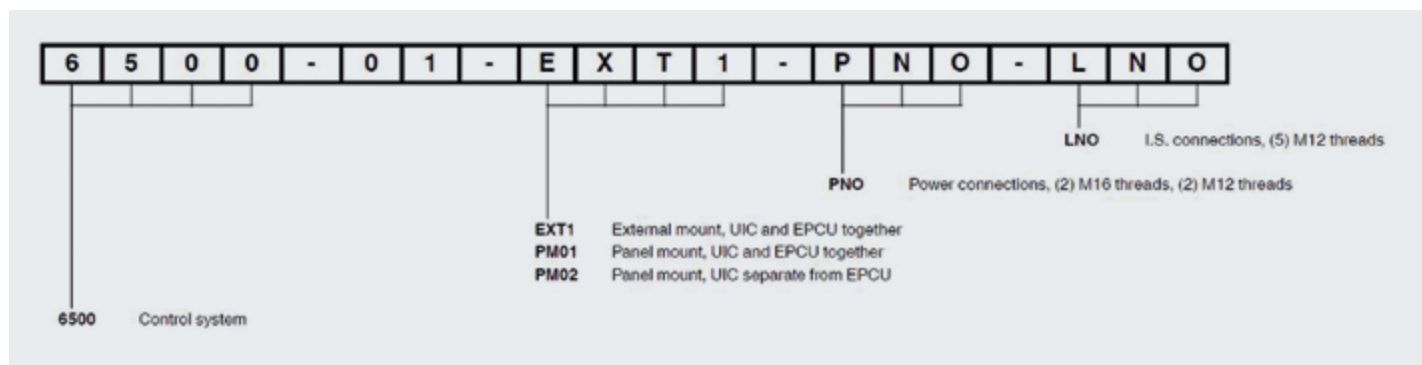 6500-01-EXT1-PNO-LNO
LNO I.S. connections, (5) M12 threads
PNO Power connections, (2) M16 threads, (2) M12 threads
EXT1 External mount, UIC and EPCU together
PM01 Panel mount, UIC and EPCU together
PM02 Panel mount, UIC separate from EPCU
6500 Control system